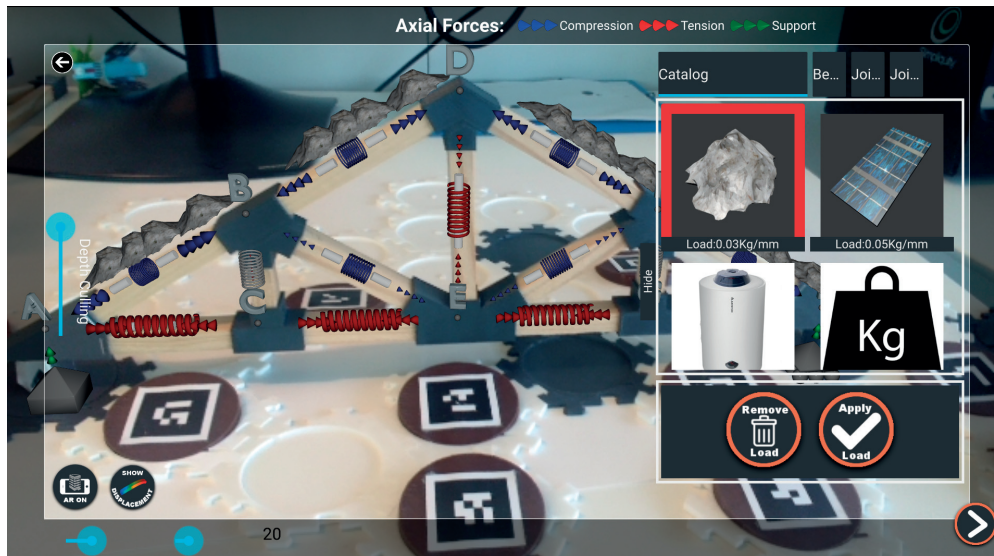 Axial Forces: Compression Tension Support
D
Catalog Be... Joi... Joi...
B
Depth Culling
Load:0.03Kg/mm Load:0.05Kg/mm
Hide
A
C
E
Kg
Remove
Load
Apply
Load
SHOW
DISPLACEMENT
AR ON
20